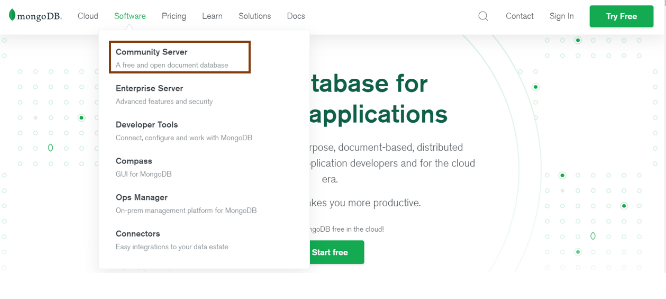 mongoDB.
Cloud
Software
Pricing
Learn
Solutions
Docs
Contact
Sign In
Try Free
Community Server
A free and open document database
Enterprise Server
Advanced features and security
Developer Tools
Connect, configure and work with MongoDB
Compass
GUI for MongoDB
Ops Manager
On-prem management platform for MongoDB
Connectors
Easy integrations to your data estate
tabase for
applications
rpose, document-based, distributed
plication developers and for the cloud
era.
akes you more productive.
ngoDB free in the cloud!
Start free